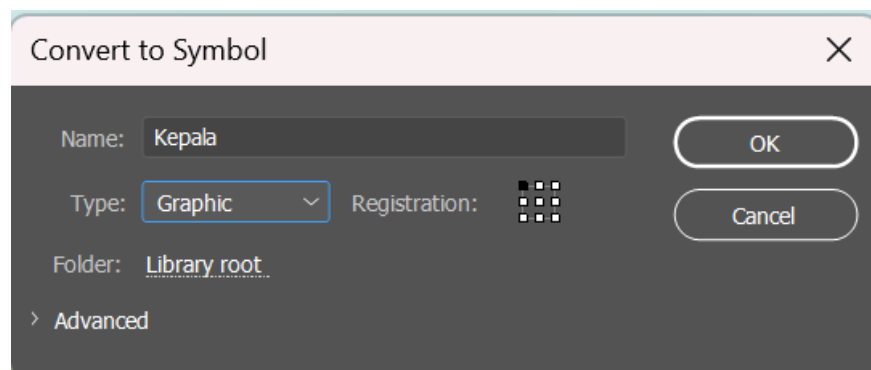 Convert to Symbol
Name: Kepala OK
Type: Graphic Registration: Cancel
Folder: Library root
Advanced